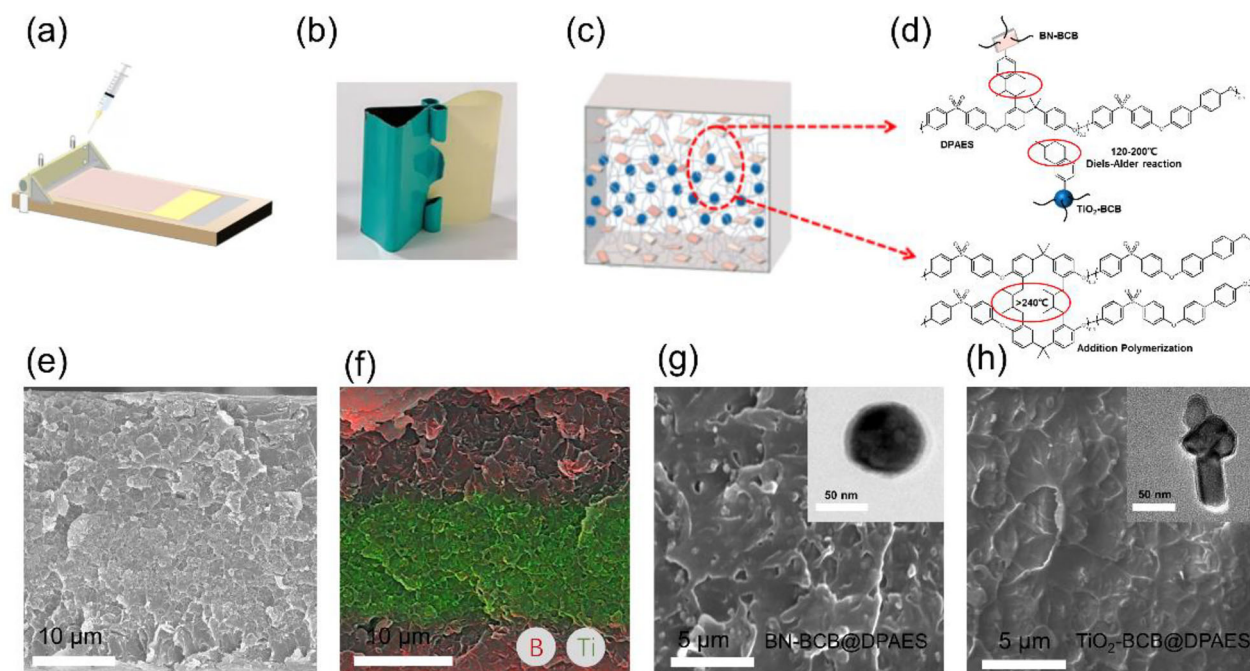 (a)
(b)
(c)
(d)
BN-BCB
DPAES
120-200℃
Diels-Alder reaction
TiO2-BCB
>240℃
Addition Polymerization
(e)
(f)
(g)
(h)
10 μm
10 μm
B
Ti
50 nm
5 μm
BN-BCB@DPAES
50 nm
5 μm
TiO2-BCB@DPAES